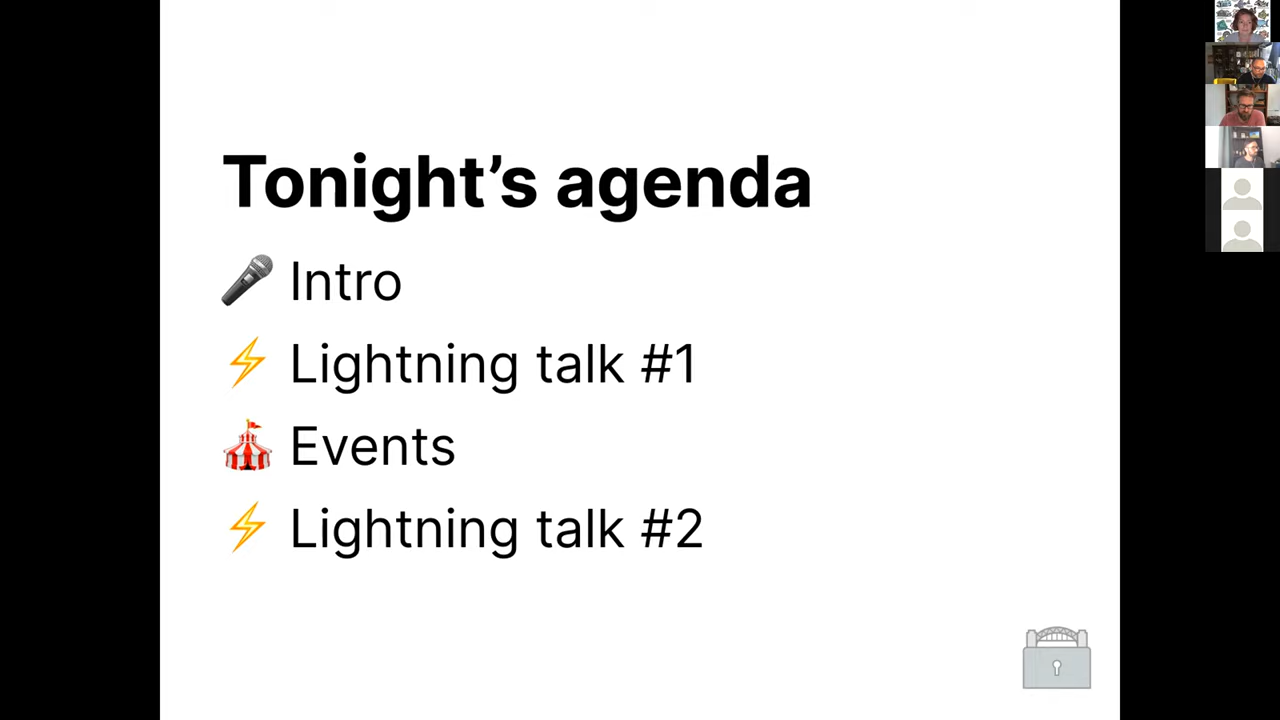 Tonight’s agenda
🎤 Intro
⚡ Lightning talk #1
🎪 Events
⚡ Lightning talk #2